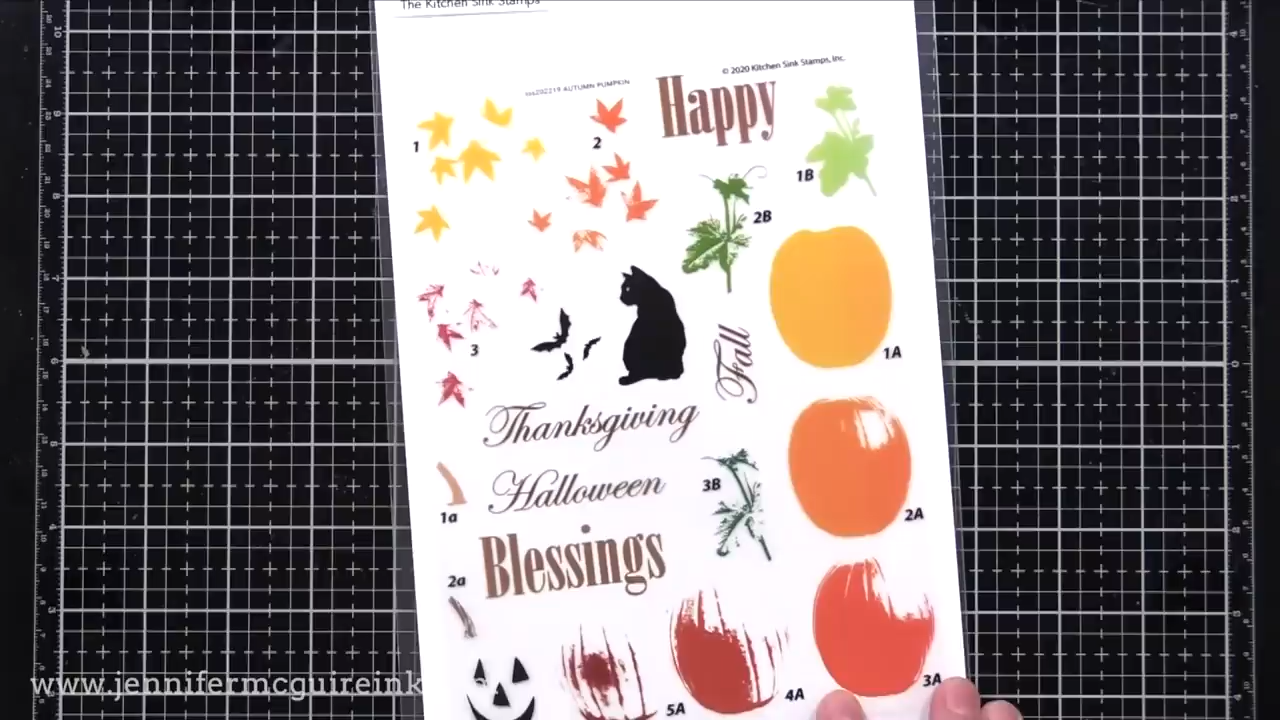 The Kitchen Sink Stamps
© 2020 Kitchen Sink Stamps, Inc.
AUTUMN PUMPKIN
Happy
1
2
1B
2B
3
1A
Fall
Thanksgiving
Halloween
3B
1a
2A
Blessings
2a
3A
4A
5A
www.jennifermcguireink